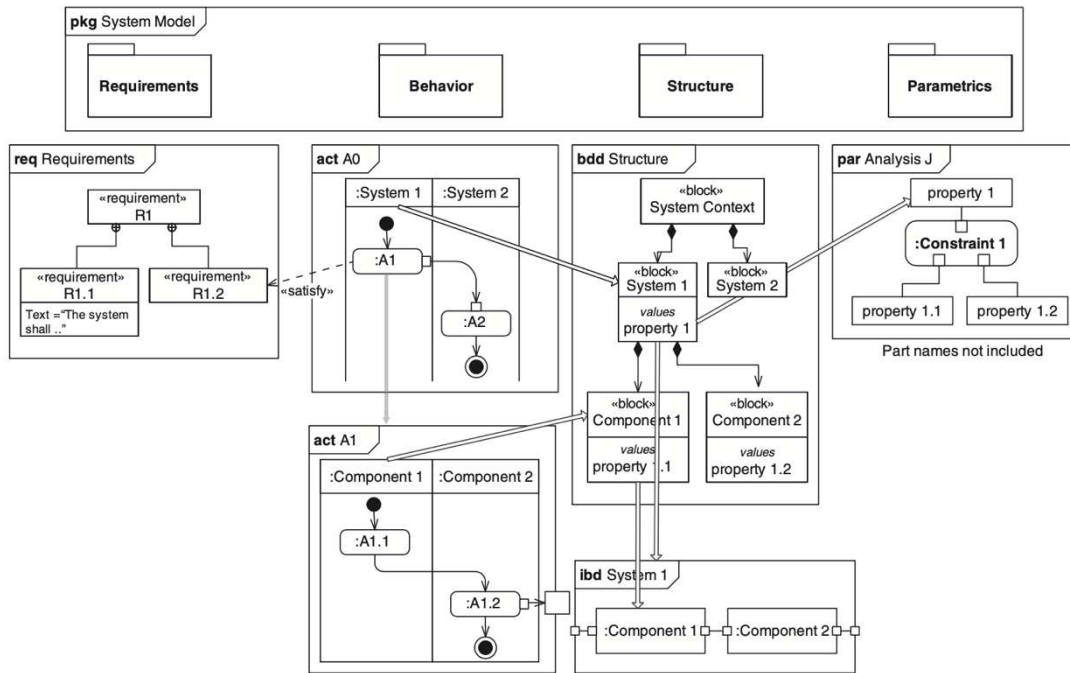 pkg System Model
Requirements
Behavior
Structure
Parametrics
req Requirements
«requirement»
R1
«requirement»
R1.1
Text ="The system
shall .."
«requirement»
R1.2
«satisfy»
act A0
:System 1
:System 2
:A1
:A2
bdd Structure
«block»
System Context
«block»
System 1
values
property 1
«block»
System 2
«block»
Component 1
values
property 1.1
«block»
Component 2
values
property 1.2
par Analysis J
property 1
:Constraint 1
property 1.1
property 1.2
Part names not included
act A1
:Component 1
:Component 2
:A1.1
:A1.2
ibd System 1
:Component 1
:Component 2